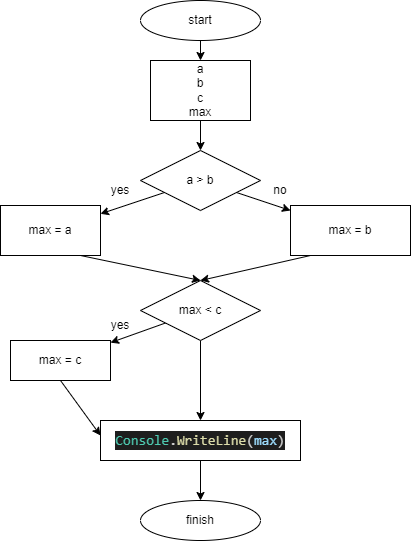 start
a
b
c
max
a > b
yes
no
max = a
max = b
max < c
yes
max = c
Console.WriteLine(max)
finish